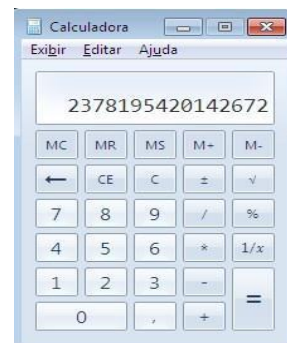 Calculadora
Exibir Editar Ajuda
2378195420142672
MC MR MS M+ M-
← CE C ± √
7 8 9 / %
4 5 6 * 1/x
1 2 3 - =
0 , +